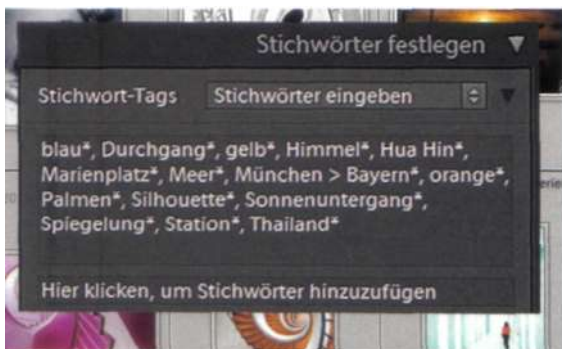 Stichwörter festlegen
Stichwort-Tags Stichwörter eingeben
blau*, Durchgang*, gelb*, Himmel*, Hua Hin*,
Marienplatz*, Meer*, München > Bayern*, orange*,
Palmen*, Silhouette*, Sonnenuntergang*,
Spiegelung*, Station*, Thailand*
Hier klicken, um Stichwörter hinzuzufügen